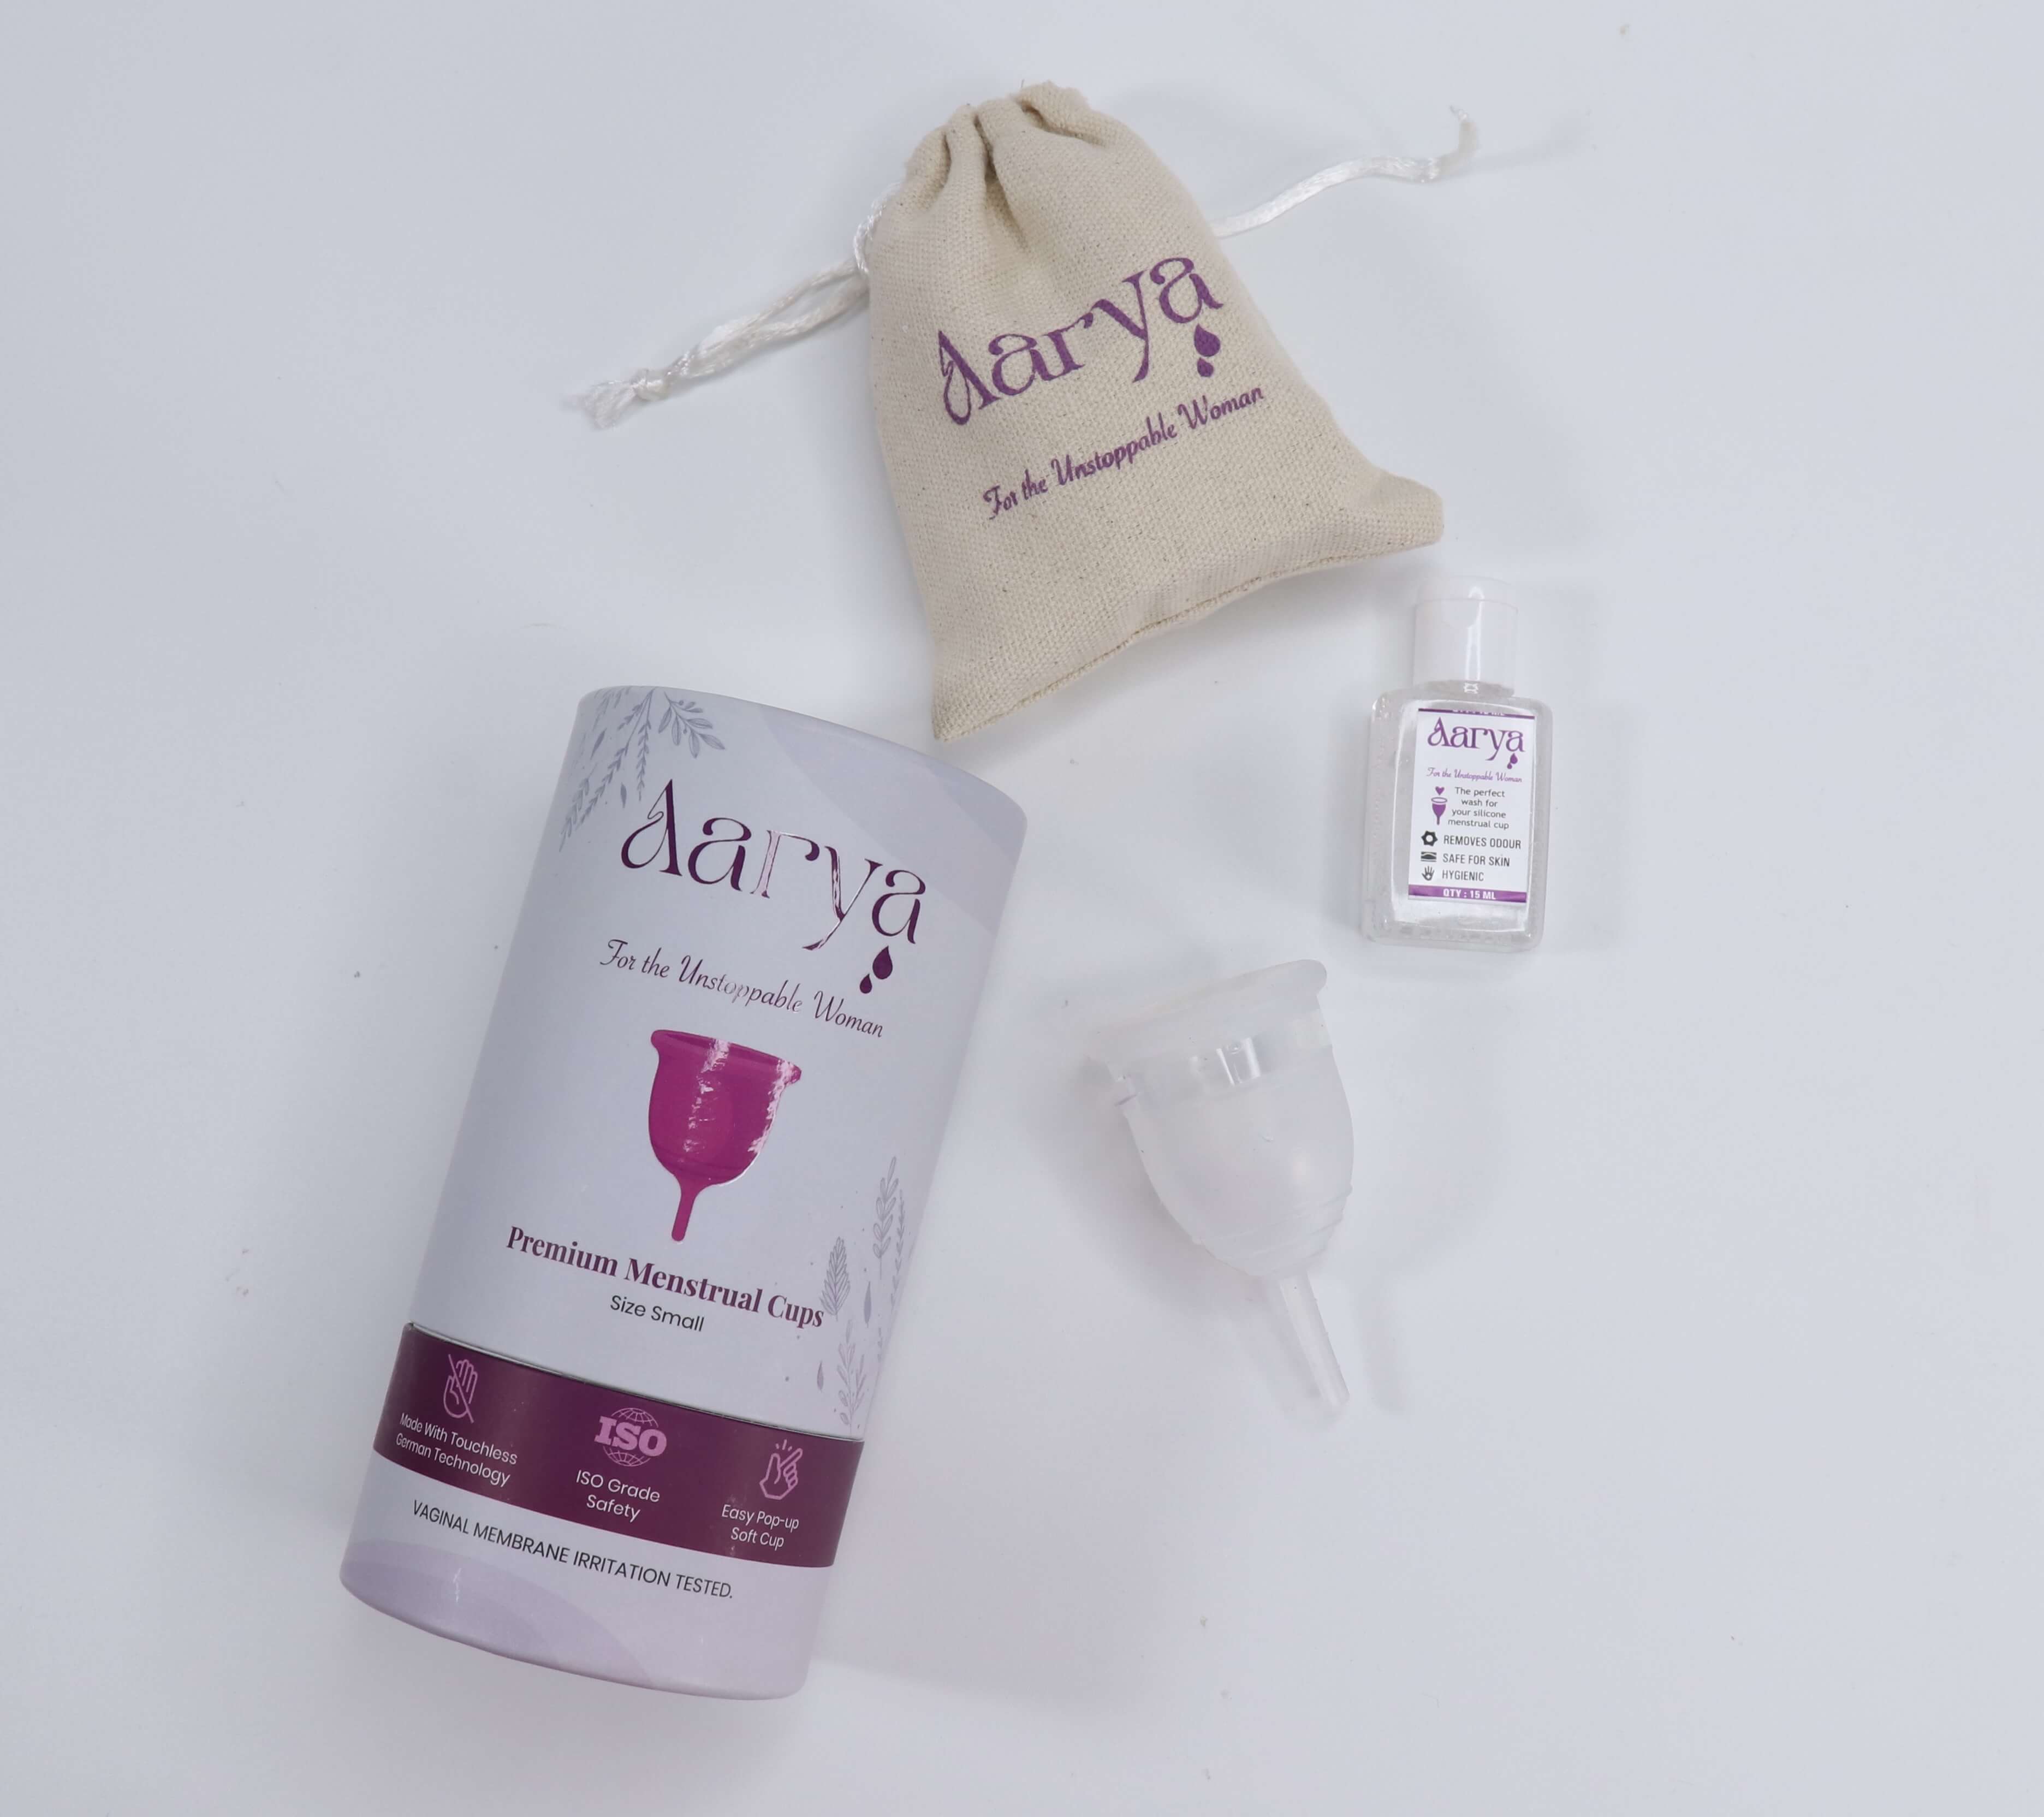 Aarya
For the Unstoppable Woman
Aarya
For the Unstoppable Woman
The perfect
wash for
your silicone
menstrual cup
REMOVES ODOUR
SAFE FOR SKIN
HYGIENIC
QTY : 15 ML
Aarya
For the Unstoppable Woman
Premium Menstrual Cups
Size Small
Made With Touchless
German Technology
ISO
ISO Grade
Safety
Easy Pop-up
Soft Cup
VAGINAL MEMBRANE IRRITATION TESTED.